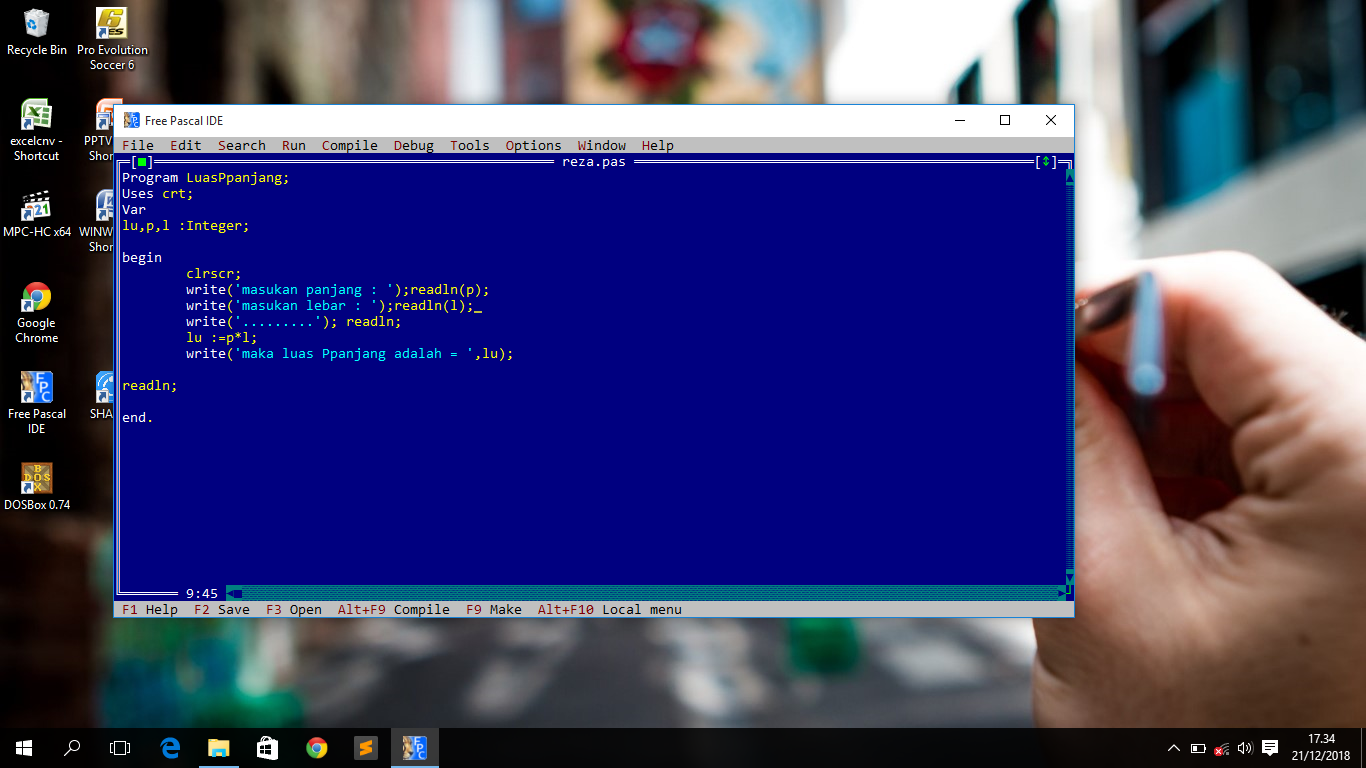 Recycle Bin
Pro Evolution
Soccer 6
excelcnv -
Shortcut
PPTV
Shor
MPC-HC x64
WINW
Shor
Google
Chrome
Free Pascal
IDE
SHA
DOSBox 0.74
Free Pascal IDE
File Edit Search Run Compile Debug Tools Options Window Help
reza.pas
Program LuasPpanjang;
Uses crt;
Var
lu,p,l :Integer;
begin
clrscr;
write('masukan panjang : ');readln(p);
write('masukan lebar : ');readln(l);_
write('.........'); readln;
lu :=p*l;
write('maka luas Ppanjang adalah = ',lu);
readln;
end.
9:45
F1 Help F2 Save F3 Open Alt+F9 Compile F9 Make Alt+F10 Local menu
17.34
21/12/2018